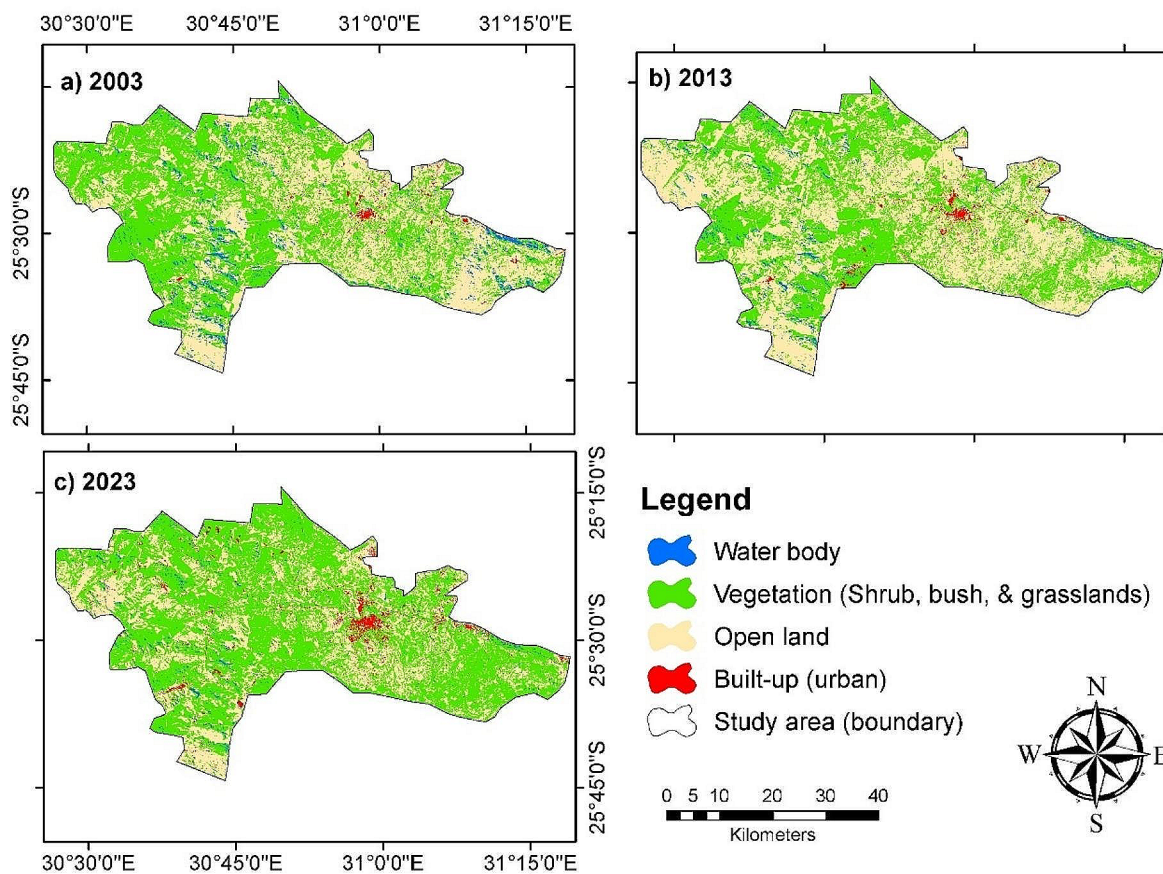 30°30'0"E 30°45'0"E 31°0'0"E 31°15'0"E
a) 2003
b) 2013
25°30'0"S
25°45'0"S
c) 2023
25°15'0"S
25°30'0"S
25°45'0"S
30°30'0"E 30°45'0"E 31°0'0"E 31°15'0"E
Legend
Water body
Vegetation (Shrub, bush, & grasslands)
Open land
Built-up (urban)
Study area (boundary)
N
W E
S
0 5 10 20 30 40
Kilometers